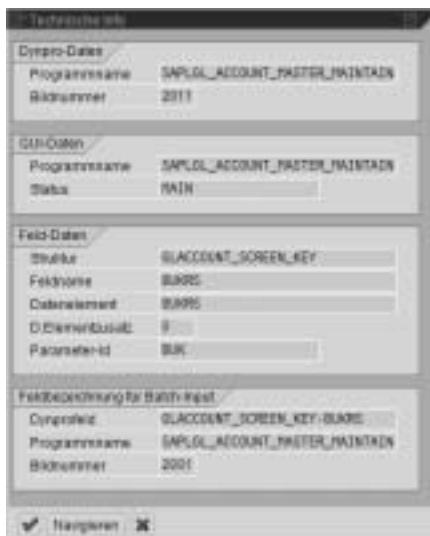 Technische Info
Dynpro-Daten
Programmname SAPLGL_ACCOUNT_MASTER_MAINTAIN
Bildnummer 2011
GUI-Daten
Programmname SAPLGL_ACCOUNT_MASTER_MAINTAIN
Status MAIN
Feld-Daten
Struktur GLACCOUNT_SCREEN_KEY
Feldname BUKRS
Datenelement BUKRS
D.Elementzusatz 0
Parameter-Id BUK
Feldbezeichnung für Batch-Input
Dynprofeld GLACCOUNT_SCREEN_KEY-BUKRS
Programmname SAPLGL_ACCOUNT_MASTER_MAINTAIN
Bildnummer 2001
Navigieren